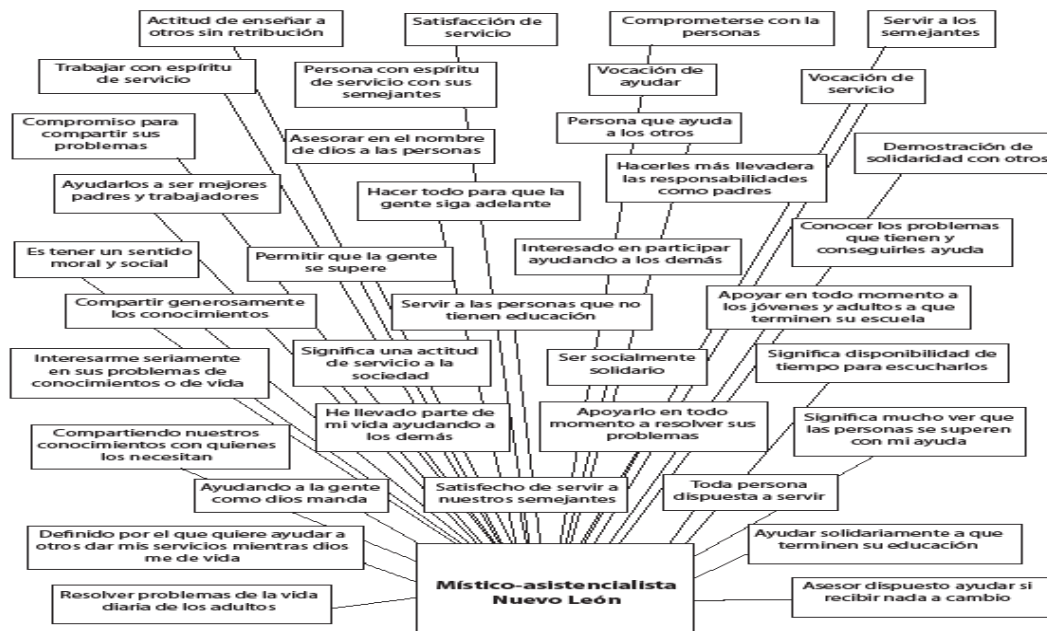 Actitud de enseñar a
otros sin retribución
Satisfacción de
servicio
Comprometerse con la
personas
Servir a los
semejantes
Trabajar con espíritu
de servicio
Persona con espíritu
de servicio con sus
semejantes
Vocación de
ayudar
Vocación de
servicio
Compromiso para
compartir sus
problemas
Asesorar en el nombre
de dios a las personas
Persona que ayuda
a los otros
Demostración de
solidaridad con otros
Ayudarlos a ser mejores
padres y trabajadores
Hacer todo para que la
gente siga adelante
Hacerles más llevadera
las responsabilidades
como padres
Conocer los problemas
que tienen y
conseguirles ayuda
Es tener un sentido
moral y social
Permitir que la gente
se supere
Interesado en participar
ayudando a los demás
Compartir generosamente
los conocimientos
Servir a las personas que no
tienen educación
Apoyar en todo momento a
los jóvenes y adultos a que
terminen su escuela
Interesarme seriamente
en sus problemas de
conocimientos o de vida
Significa una actitud
de servicio a la
sociedad
Ser socialmente
solidario
Significa disponibilidad de
tiempo para escucharlos
Compartiendo nuestros
conocimientos con quienes
los necesitan
He llevado parte de
mi vida ayudando a
los demás
Apoyarlo en todo
momento a resolver sus
problemas
Significa mucho ver que
las personas se superen
con mi ayuda
Ayudando a la gente
como dios manda
Satisfecho de servir a
nuestros semejantes
Toda persona
dispuesta a servir
Definido por el que quiere ayudar a
otros dar mis servicios mientras dios
me de vida
Ayudar solidariamente a que
terminen su educación
Resolver problemas de la vida
diaria de los adultos
Místico-asistencialista
Nuevo León
Asesor dispuesto ayudar si
recibir nada a cambio